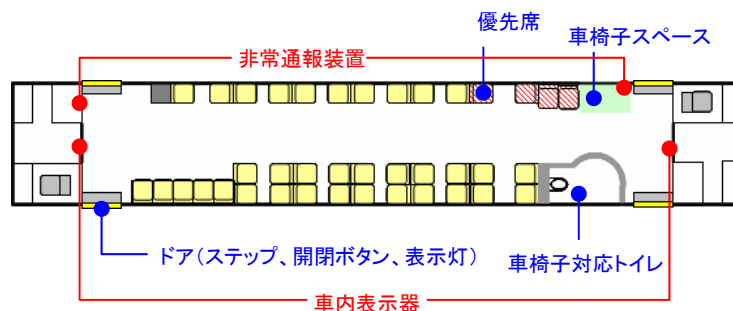 優先席
車椅子スペース
非常通報装置
ドア（ステップ、開閉ボタン、表示灯）
車椅子対応トイレ
車内表示器